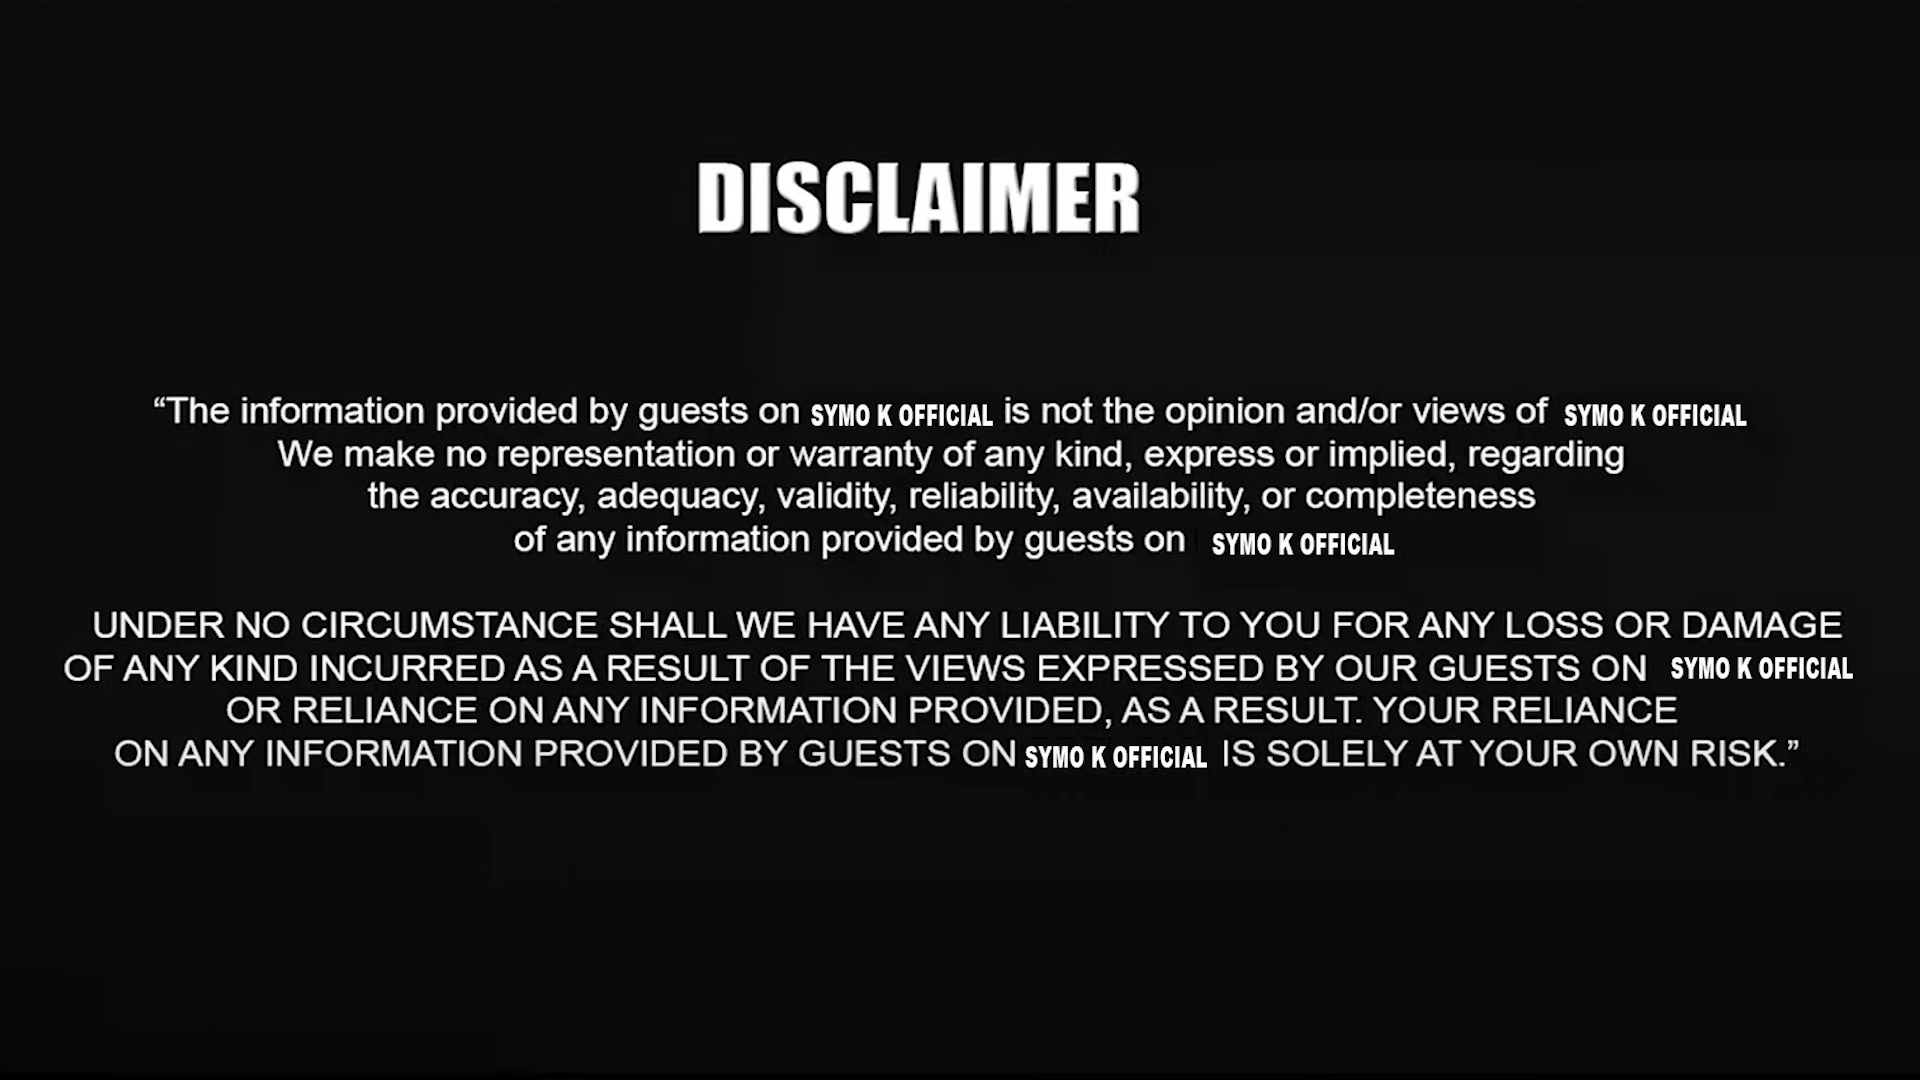 DISCLAIMER
“The information provided by guests on SYMO K OFFICIAL is not the opinion and/or views of SYMO K OFFICIAL
We make no representation or warranty of any kind, express or implied, regarding
the accuracy, adequacy, validity, reliability, availability, or completeness
of any information provided by guests on SYMO K OFFICIAL
UNDER NO CIRCUMSTANCE SHALL WE HAVE ANY LIABILITY TO YOU FOR ANY LOSS OR DAMAGE
OF ANY KIND INCURRED AS A RESULT OF THE VIEWS EXPRESSED BY OUR GUESTS ON SYMO K OFFICIAL
OR RELIANCE ON ANY INFORMATION PROVIDED, AS A RESULT. YOUR RELIANCE
ON ANY INFORMATION PROVIDED BY GUESTS ON SYMO K OFFICIAL IS SOLELY AT YOUR OWN RISK.”